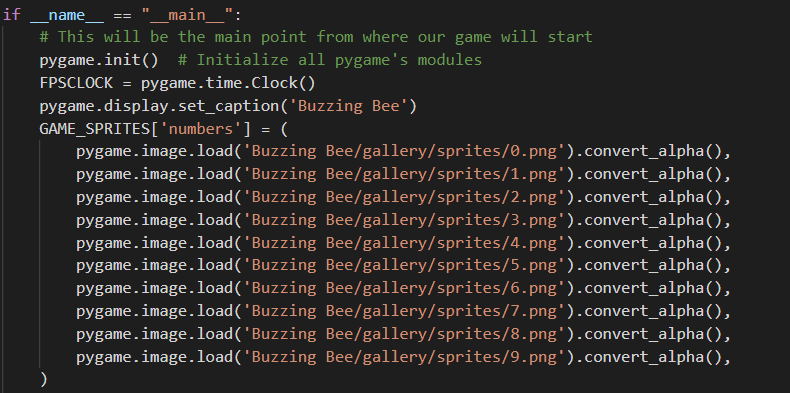 if __name__ == "__main__":
    # This will be the main point from where our game will start
    pygame.init()  # Initialize all pygame's modules
    FPSCLOCK = pygame.time.Clock()
    pygame.display.set_caption('Buzzing Bee')
    GAME_SPRITES['numbers'] = (
        pygame.image.load('Buzzing Bee/gallery/sprites/0.png').convert_alpha(),
        pygame.image.load('Buzzing Bee/gallery/sprites/1.png').convert_alpha(),
        pygame.image.load('Buzzing Bee/gallery/sprites/2.png').convert_alpha(),
        pygame.image.load('Buzzing Bee/gallery/sprites/3.png').convert_alpha(),
        pygame.image.load('Buzzing Bee/gallery/sprites/4.png').convert_alpha(),
        pygame.image.load('Buzzing Bee/gallery/sprites/5.png').convert_alpha(),
        pygame.image.load('Buzzing Bee/gallery/sprites/6.png').convert_alpha(),
        pygame.image.load('Buzzing Bee/gallery/sprites/7.png').convert_alpha(),
        pygame.image.load('Buzzing Bee/gallery/sprites/8.png').convert_alpha(),
        pygame.image.load('Buzzing Bee/gallery/sprites/9.png').convert_alpha(),
    )